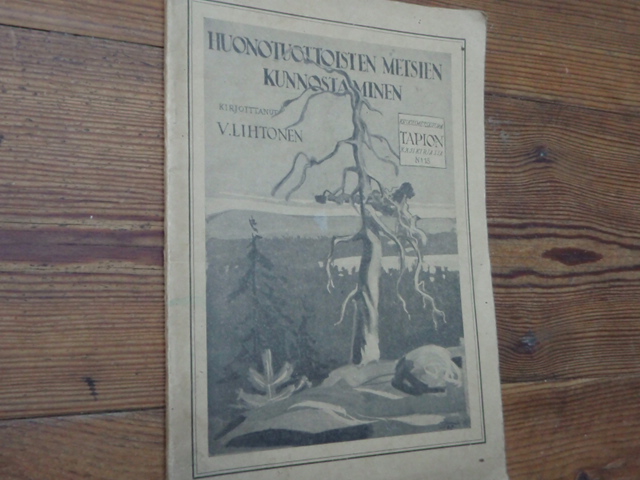 HUONOTUOTTOISTEN METSIEN
KUNNOSTAMINEN
KIRJOITTANUT
V. LIHTONEN
TAPION